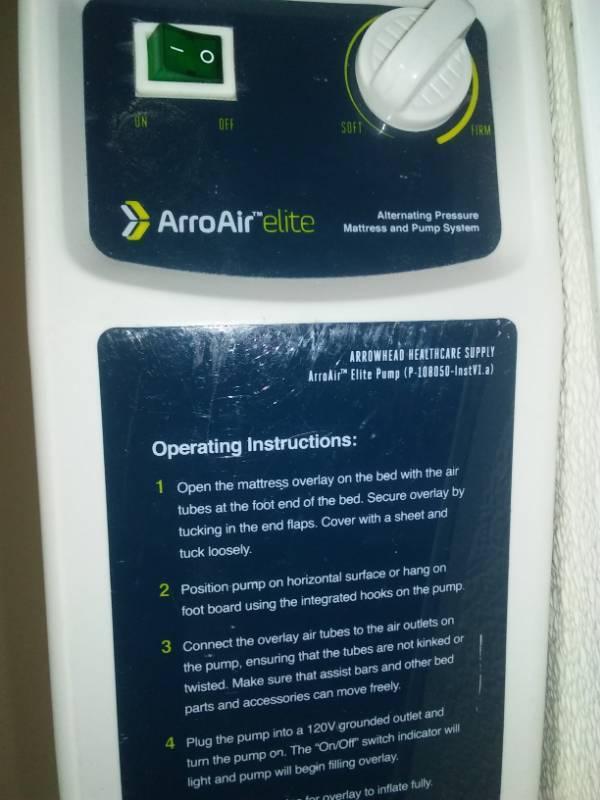 ON
OFF
SOFT
FIRM
ArroAir™elite
Alternating Pressure
Mattress and Pump System
ARROWHEAD HEALTHCARE SUPPLY
ArroAir™ Elite Pump (P-108050-InstV1.a)
Operating Instructions:
1 Open the mattress overlay on the bed with the air
tubes at the foot end of the bed. Secure overlay by
tucking in the end flaps. Cover with a sheet and
tuck loosely.
2 Position pump on horizontal surface or hang on
foot board using the integrated hooks on the pump.
3 Connect the overlay air tubes to the air outlets on
the pump, ensuring that the tubes are not kinked or
twisted. Make sure that assist bars and other bed
parts and accessories can move freely.
4 Plug the pump into a 120V grounded outlet and
turn the pump on. The "On/Off" switch indicator will
light and pump will begin filling overlay.
for overlay to inflate fully.